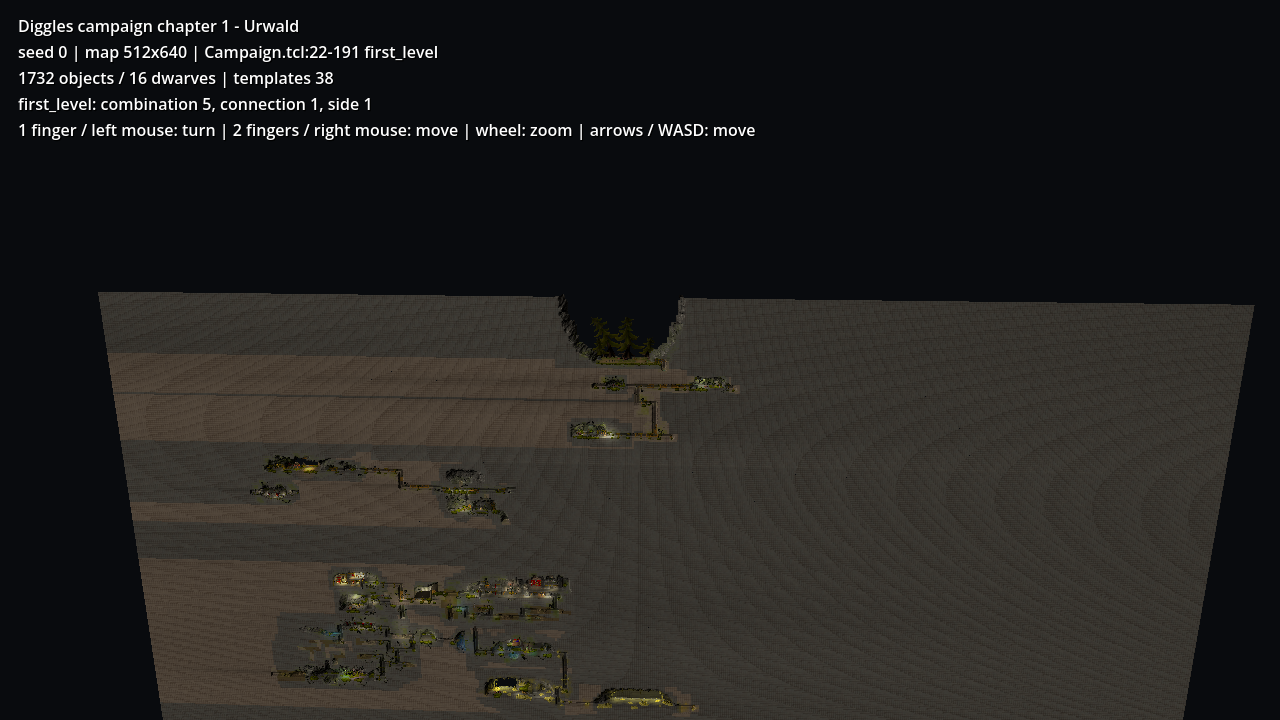 Diggles campaign chapter 1 - Urwald
seed 0 | map 512x640 | Campaign.tcl:22-191 first_level
1732 objects / 16 dwarves | templates 38
first_level: combination 5, connection 1, side 1
1 finger / left mouse: turn | 2 fingers / right mouse: move | wheel: zoom | arrows / WASD: move